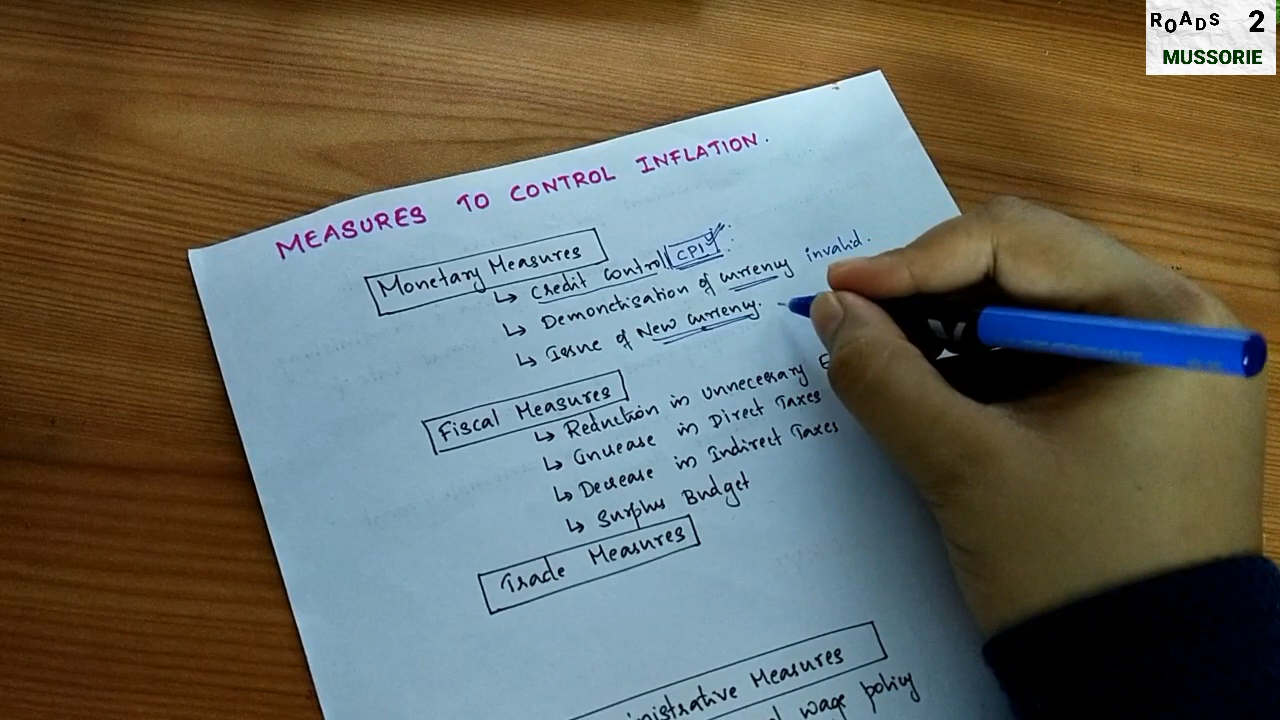 ROADS 2
MUSSORIE
MEASURES TO CONTROL INFLATION.
Monetary Measures
↳ Credit control CPI
↳ Demonetisation of currency invalid.
↳ Issue of New currency.
Fiscal Measures
↳ Reduction in unnecessary E
↳ Increase in Direct Taxes
↳ Decrease in Indirect Taxes
↳ Surplus Budget
Trade Measures
nistrative Measures
wage policy